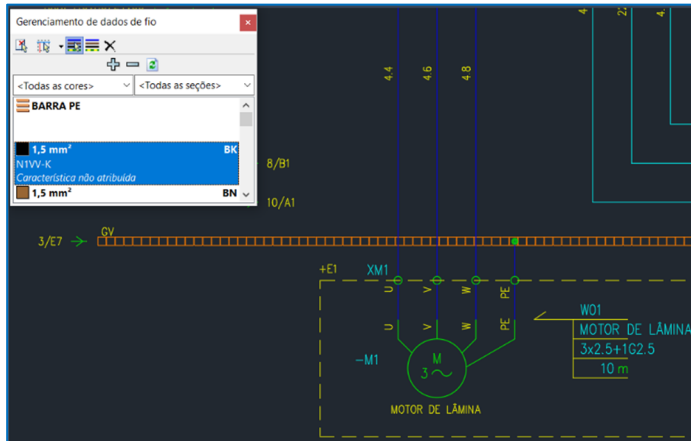 Gerenciamento de dados de fio
<Todas as cores>
<Todas as seções>
BARRA PE
1,5 mm² BK
N1VV-K
Característica não atribuída
1,5 mm² BN
4.4
4.6
4.8
4
4.
8/B1
10/A1
3/E7
GV
+E1
XM1
U
V
W
PE
U
V
W
PE
-M1
M
3~
MOTOR DE LÂMINA
W01
MOTOR DE LÂMINA
3x2.5+1G2.5
10 m